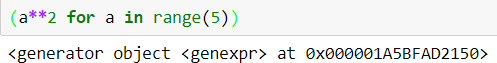 (a**2 for a in range(5))
<generator object <genexpr> at 0x000001A5BFAD2150>